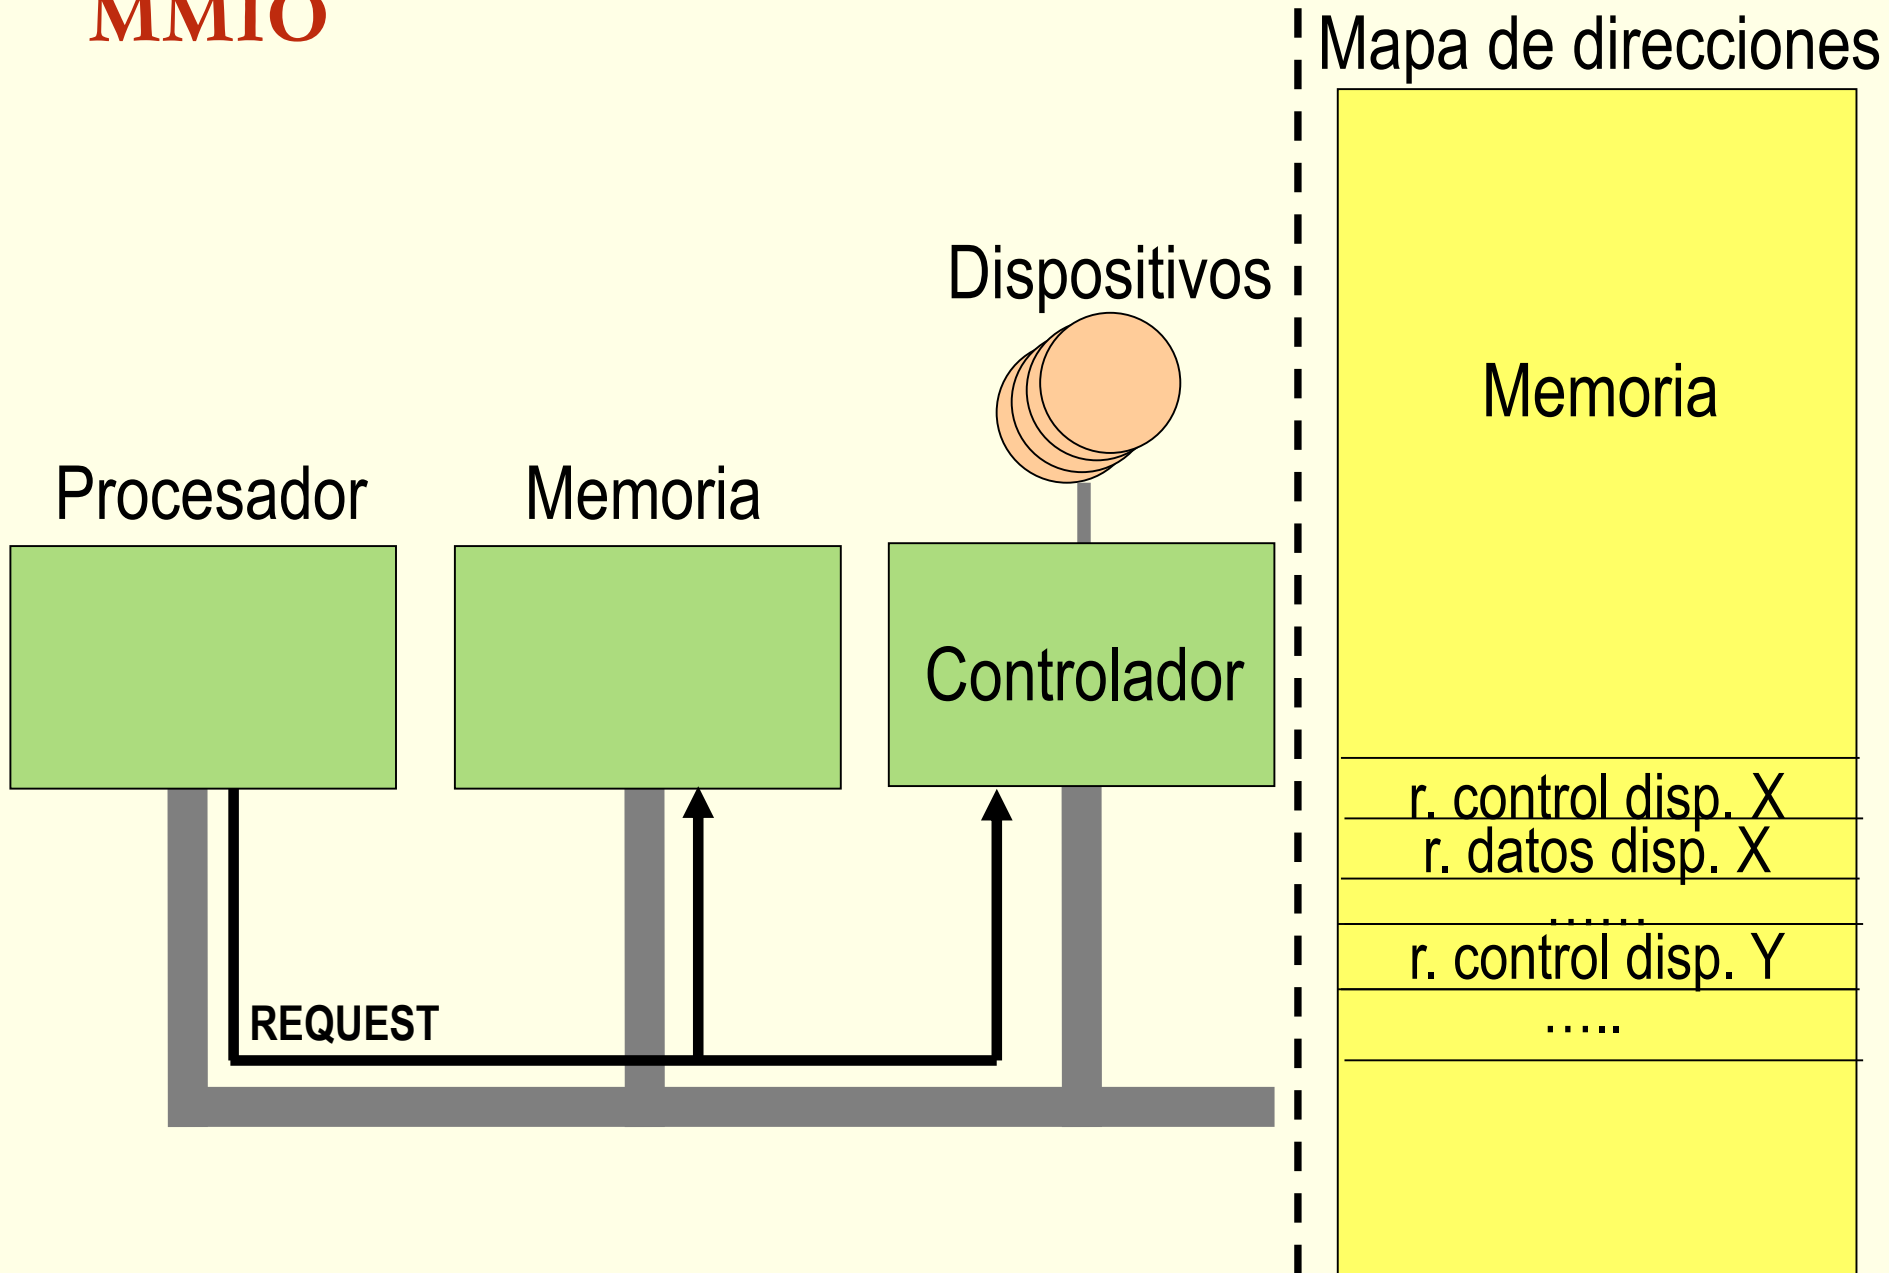 MMIO
Mapa de direcciones
Dispositivos
Memoria
Procesador
Memoria
Controlador
r. control disp. X
r. datos disp. X
……
r. control disp. Y
…..
REQUEST